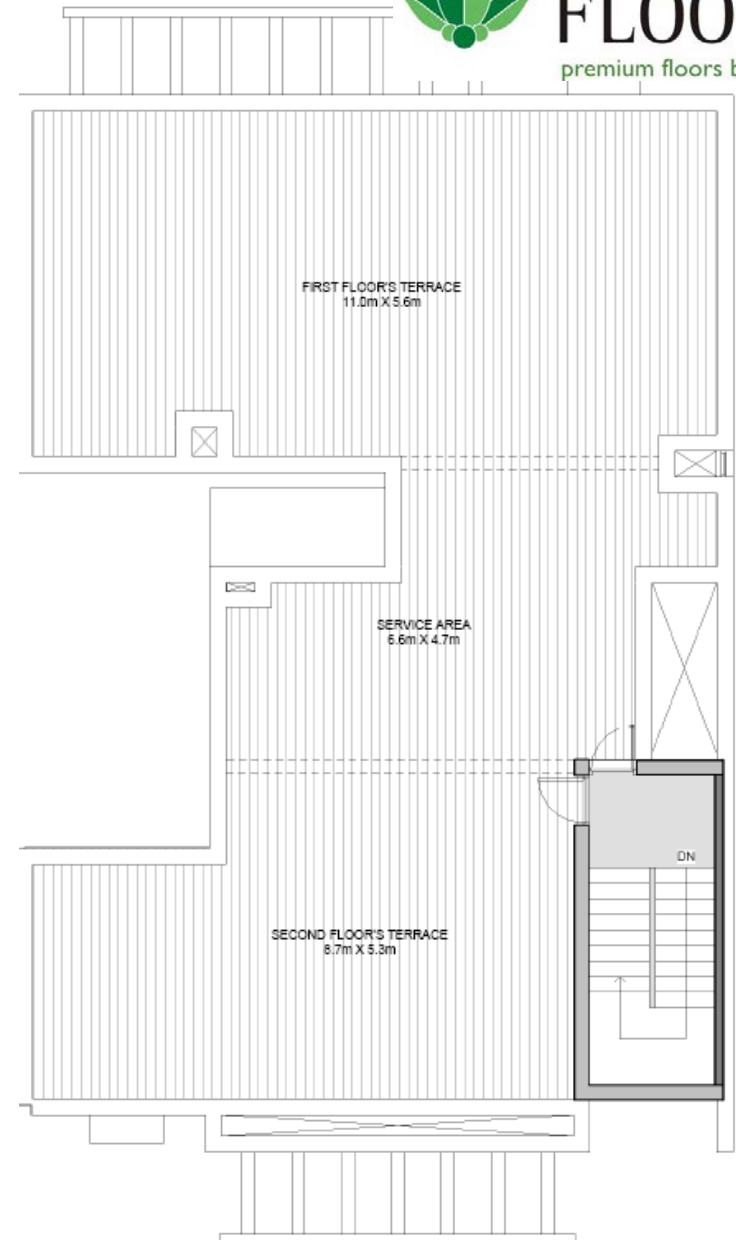 FLOO
premium floors b
FIRST FLOOR'S TERRACE
11.0m X 5.6m
SERVICE AREA
6.6m X 4.7m
DN
SECOND FLOOR'S TERRACE
8.7m X 5.3m